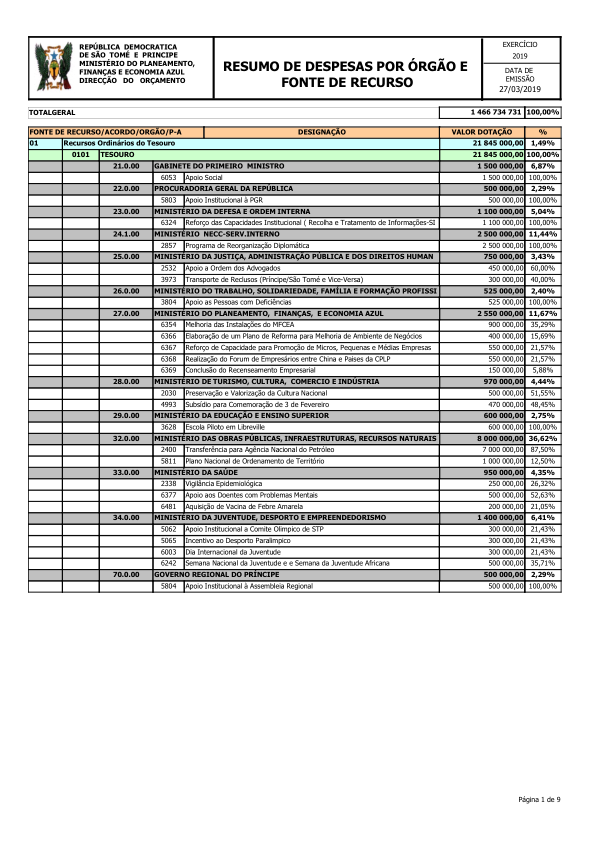 REPÚBLICA DEMOCRATICA
DE SÃO TOMÉ E PRINCIPE
MINISTÉRIO DO PLANEAMENTO,
FINANÇAS E ECONOMIA AZUL
DIRECÇÃO DO ORÇAMENTO
RESUMO DE DESPESAS POR ÓRGÃO E
FONTE DE RECURSO
EXERCÍCIO
2019
DATA DE
EMISSÃO
27/03/2019
TOTALGERAL 1 466 734 731 100,00%
FONTE DE RECURSO/ACORDO/ORGÃO/P-A DESIGNAÇÃO VALOR DOTAÇÃO %
01 Recursos Ordinários do Tesouro 21 845 000,00 1,49%
0101 TESOURO 21 845 000,00 100,00%
21.0.00 GABINETE DO PRIMEIRO MINISTRO 1 500 000,00 6,87%
6053 Apoio Social 1 500 000,00 100,00%
22.0.00 PROCURADORIA GERAL DA REPÚBLICA 500 000,00 2,29%
5803 Apoio Institucional à PGR 500 000,00 100,00%
23.0.00 MINISTÉRIO DA DEFESA E ORDEM INTERNA 1 100 000,00 5,04%
6324 Reforço das Capacidades Institucional ( Recolha e Tratamento de Informações-SI 1 100 000,00 100,00%
24.1.00 MINISTÉRIO NECC-SERV.INTERNO 2 500 000,00 11,44%
2857 Programa de Reorganização Diplomática 2 500 000,00 100,00%
25.0.00 MINISTÉRIO DA JUSTIÇA, ADMINISTRAÇÃO PÚBLICA E DOS DIREITOS HUMAN 750 000,00 3,43%
2532 Apoio a Ordem dos Advogados 450 000,00 60,00%
3973 Transporte de Reclusos (Príncipe/São Tomé e Vice-Versa) 300 000,00 40,00%
26.0.00 MINISTÉRIO DO TRABALHO, SOLIDARIEDADE, FAMÍLIA E FORMAÇÃO PROFISSI 525 000,00 2,40%
3804 Apoio as Pessoas com Deficiências 525 000,00 100,00%
27.0.00 MINISTÉRIO DO PLANEAMENTO, FINANÇAS, E ECONOMIA AZUL 2 550 000,00 11,67%
6354 Melhoria das Instalações do MFCEA 900 000,00 35,29%
6366 Elaboração de um Plano de Reforma para Melhoria de Ambiente de Negócios 400 000,00 15,69%
6367 Reforço de Capacidade para Promoção de Micros, Pequenas e Médias Empresas 550 000,00 21,57%
6368 Realização do Forum de Empresários entre China e Paises da CPLP 550 000,00 21,57%
6369 Conclusão do Recenseamento Empresarial 150 000,00 5,88%
28.0.00 MINISTÉRIO DE TURISMO, CULTURA, COMERCIO E INDÚSTRIA 970 000,00 4,44%
2030 Preservação e Valorização da Cultura Nacional 500 000,00 51,55%
4993 Subsídio para Comemoração de 3 de Fevereiro 470 000,00 48,45%
29.0.00 MINISTÉRIO DA EDUCAÇÃO E ENSINO SUPERIOR 600 000,00 2,75%
3628 Escola Piloto em Libreville 600 000,00 100,00%
32.0.00 MINISTÉRIO DAS OBRAS PÚBLICAS, INFRAESTRUTURAS, RECURSOS NATURAIS 8 000 000,00 36,62%
2400 Transferência para Agência Nacional do Petróleo 7 000 000,00 87,50%
5811 Plano Nacional de Ordenamento de Território 1 000 000,00 12,50%
33.0.00 MINISTÉRIO DA SAÚDE 950 000,00 4,35%
2338 Vigilância Epidemiológica 250 000,00 26,32%
6377 Apoio aos Doentes com Problemas Mentais 500 000,00 52,63%
6481 Aquisição de Vacina de Febre Amarela 200 000,00 21,05%
34.0.00 MINISTÉRIO DA JUVENTUDE, DESPORTO E EMPREENDEDORISMO 1 400 000,00 6,41%
5062 Apoio Institucional a Comite Olimpico de STP 300 000,00 21,43%
5065 Incentivo ao Desporto Paralimpico 300 000,00 21,43%
6003 Dia Internacional da Juventude 300 000,00 21,43%
6242 Semana Nacional da Juventude e e Semana da Juventude Africana 500 000,00 35,71%
70.0.00 GOVERNO REGIONAL DO PRÍNCIPE 500 000,00 2,29%
5804 Apoio Institucional à Assembleia Regional 500 000,00 100,00%
Página 1 de 9